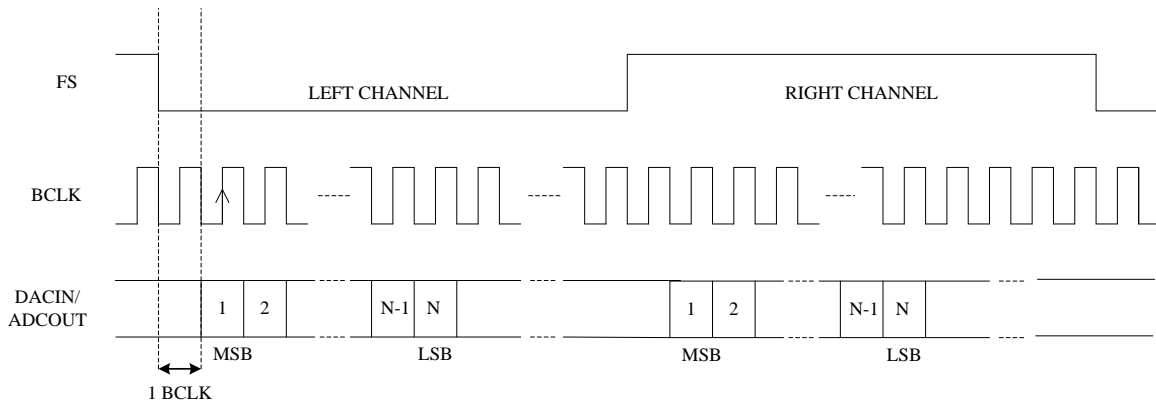 FS
LEFT CHANNEL
RIGHT CHANNEL
BCLK
DACIN/
ADCOUT
1 2 N-1 N 1 2 N-1 N
MSB LSB MSB LSB
1 BCLK